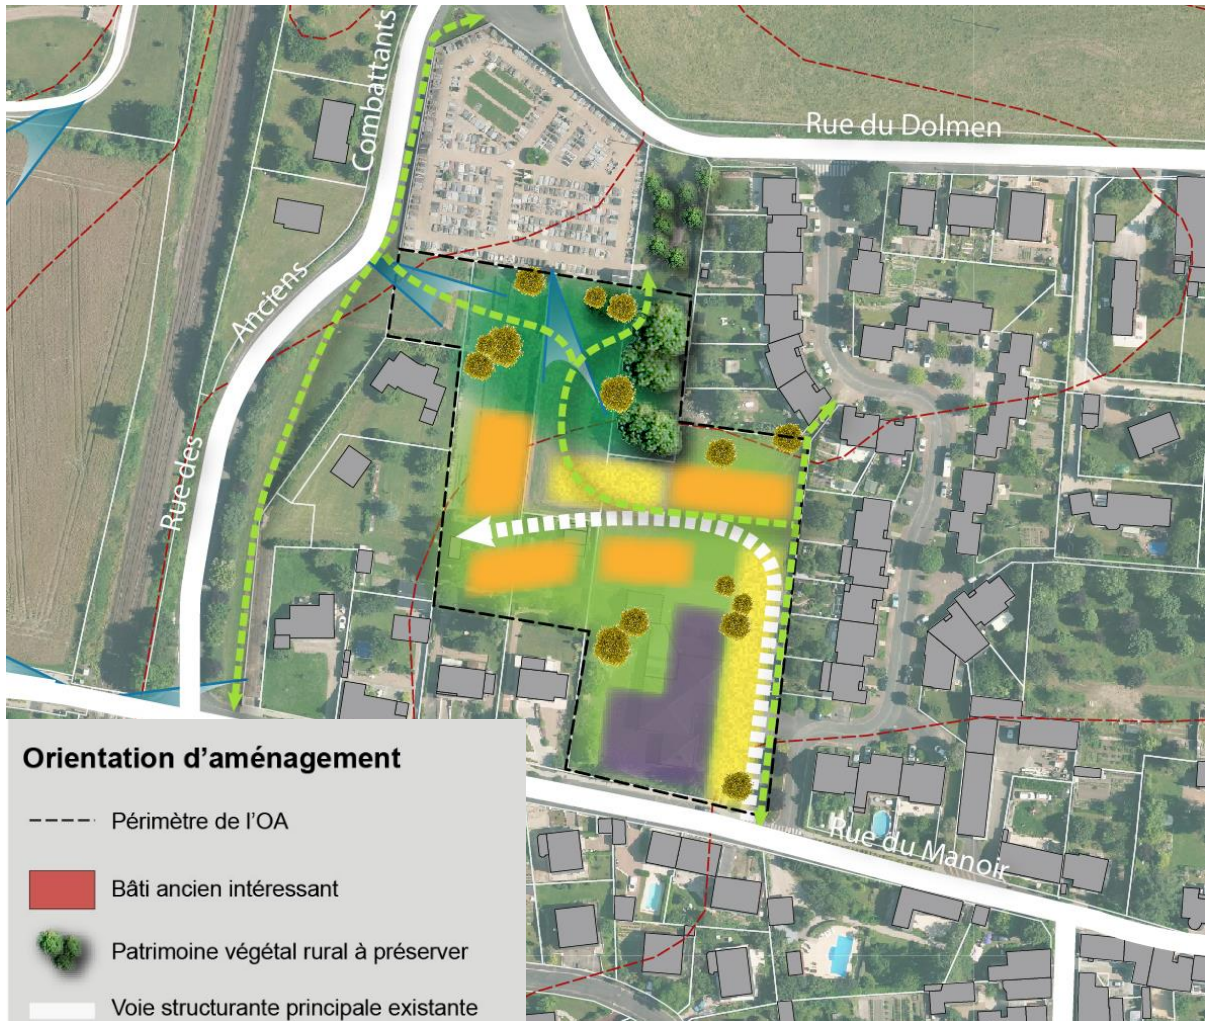 Combattants
Rue du Dolmen
Anciens
Rue des
Rue du Manoir
Orientation d'aménagement
Périmètre de l'OA
Bâti ancien intéressant
Patrimoine végétal rural à préserver
Voie structurante principale existante